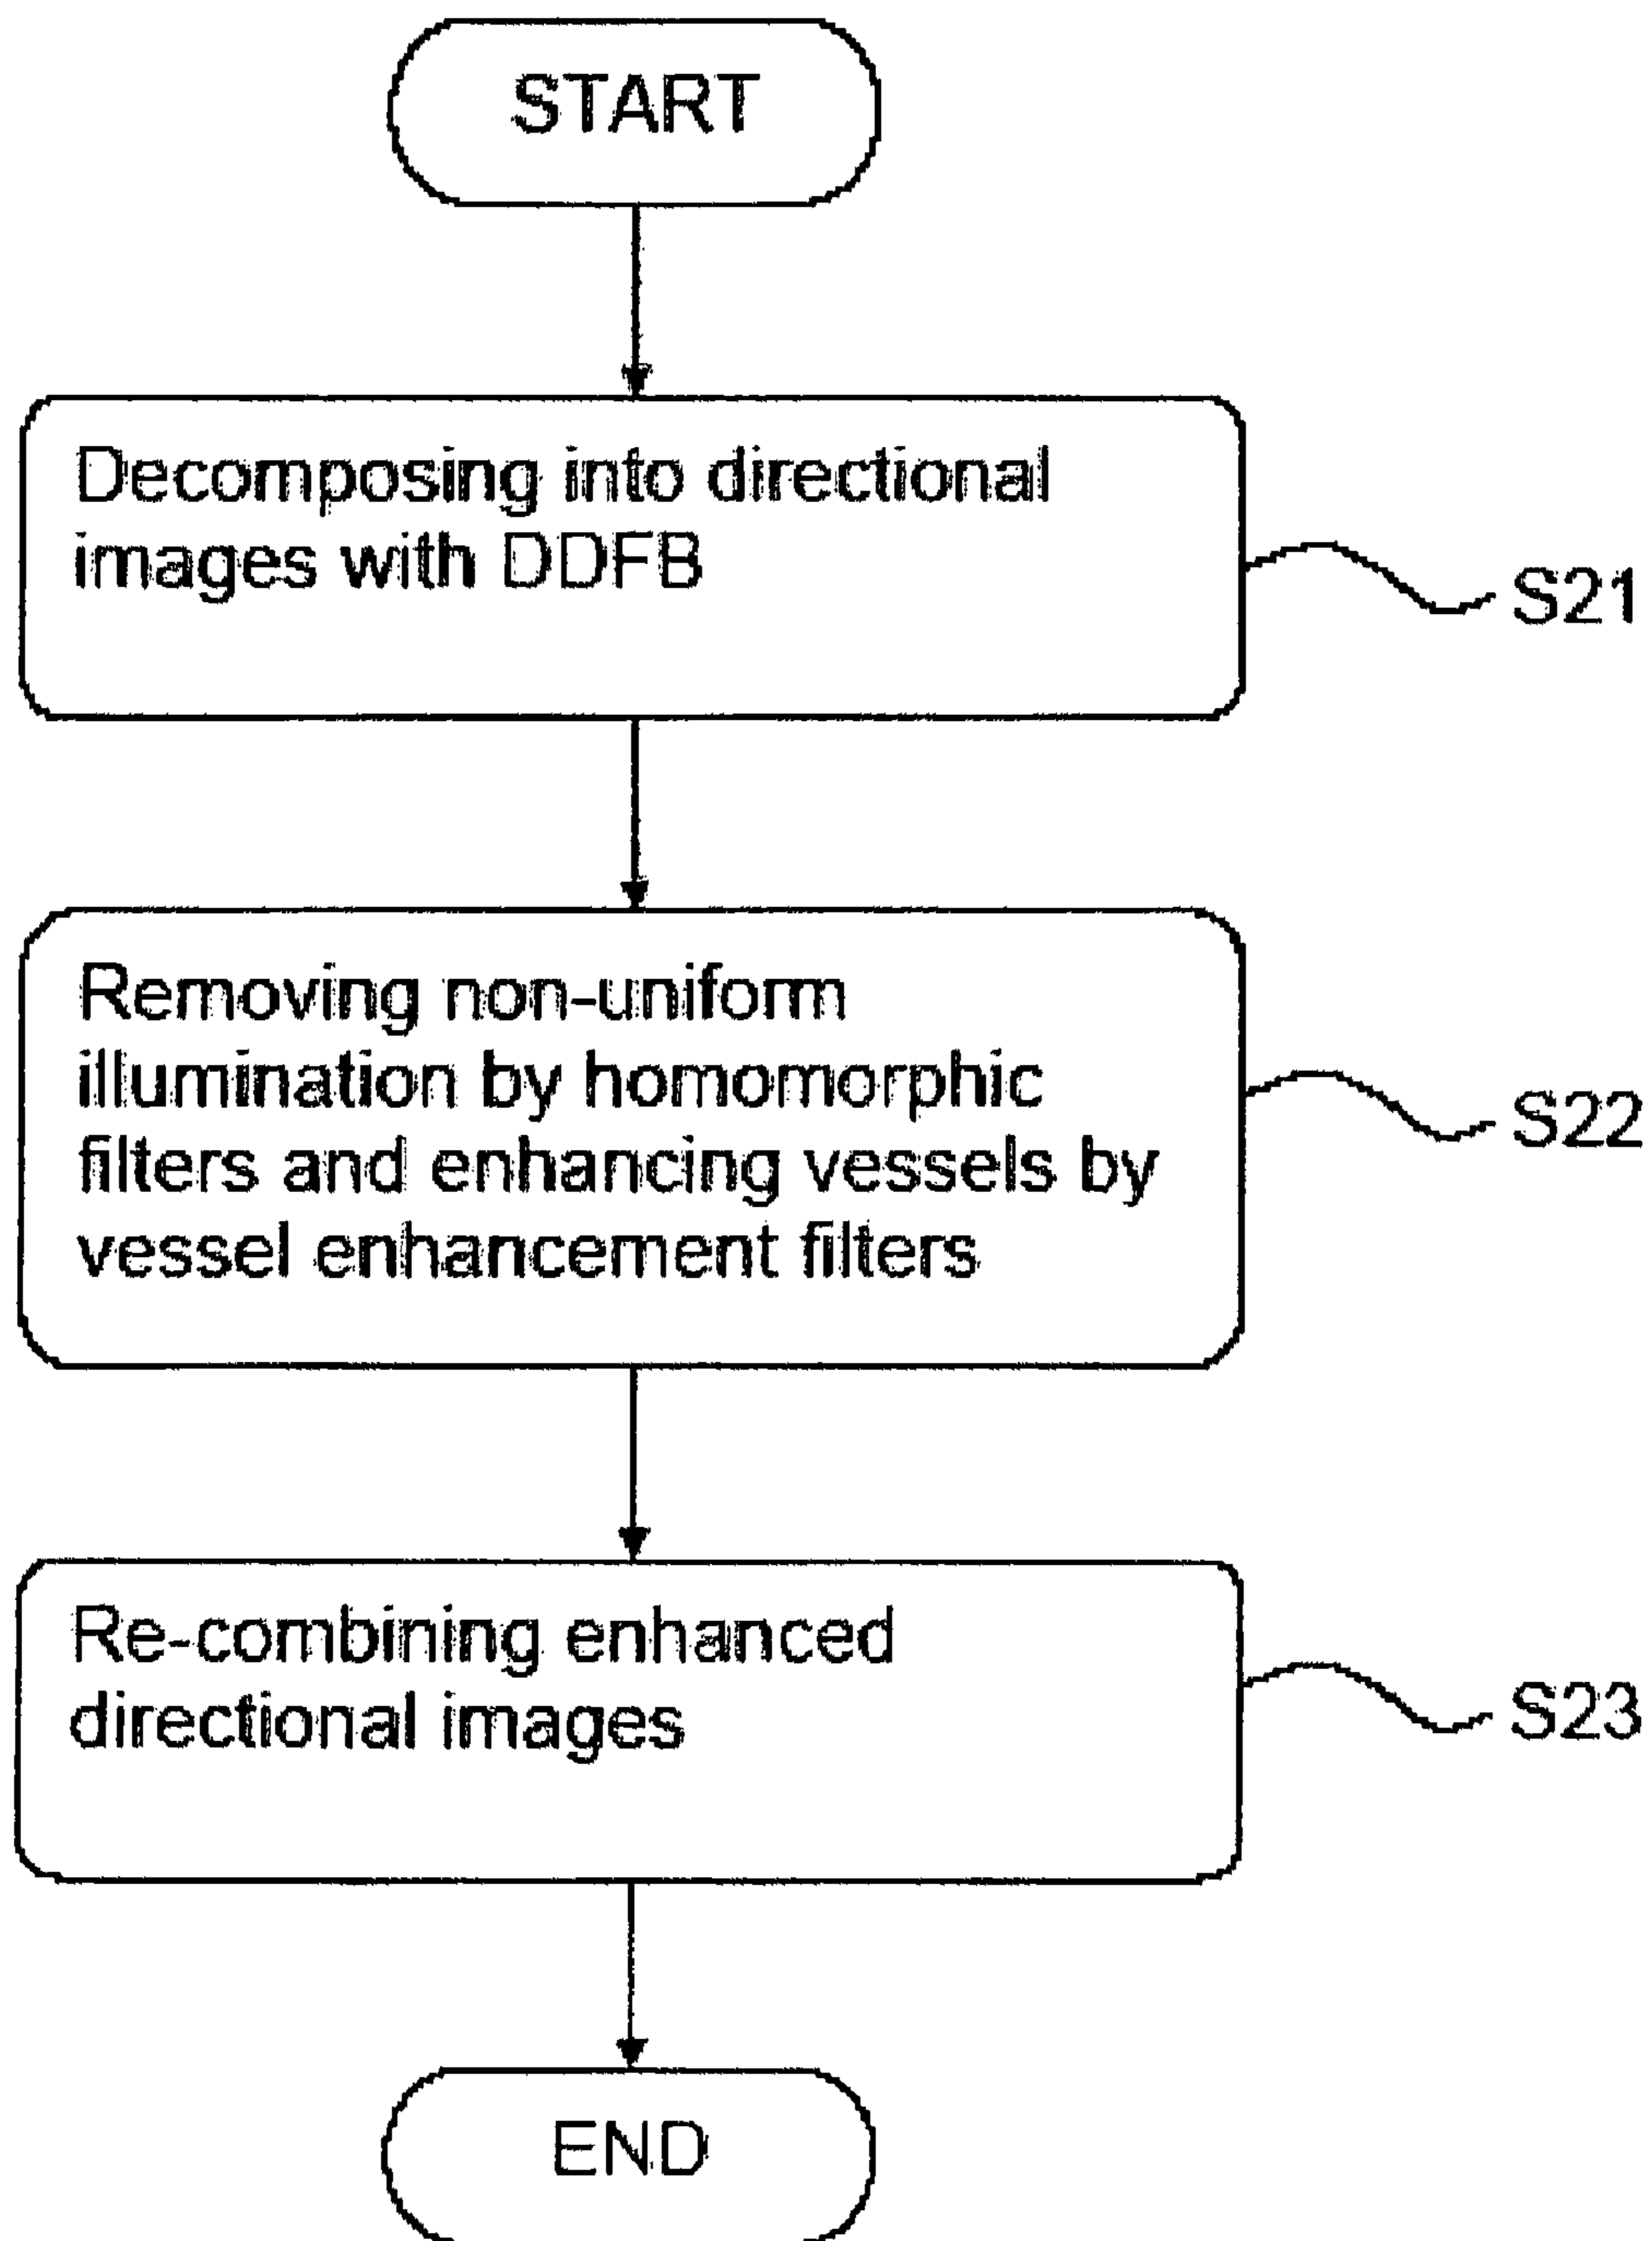 START
Decomposing into directional
images with DDFB
S21
Removing non-uniform
illumination by homomorphic
filters and enhancing vessels by
vessel enhancement filters
S22
Re-combining enhanced
directional images
S23
END